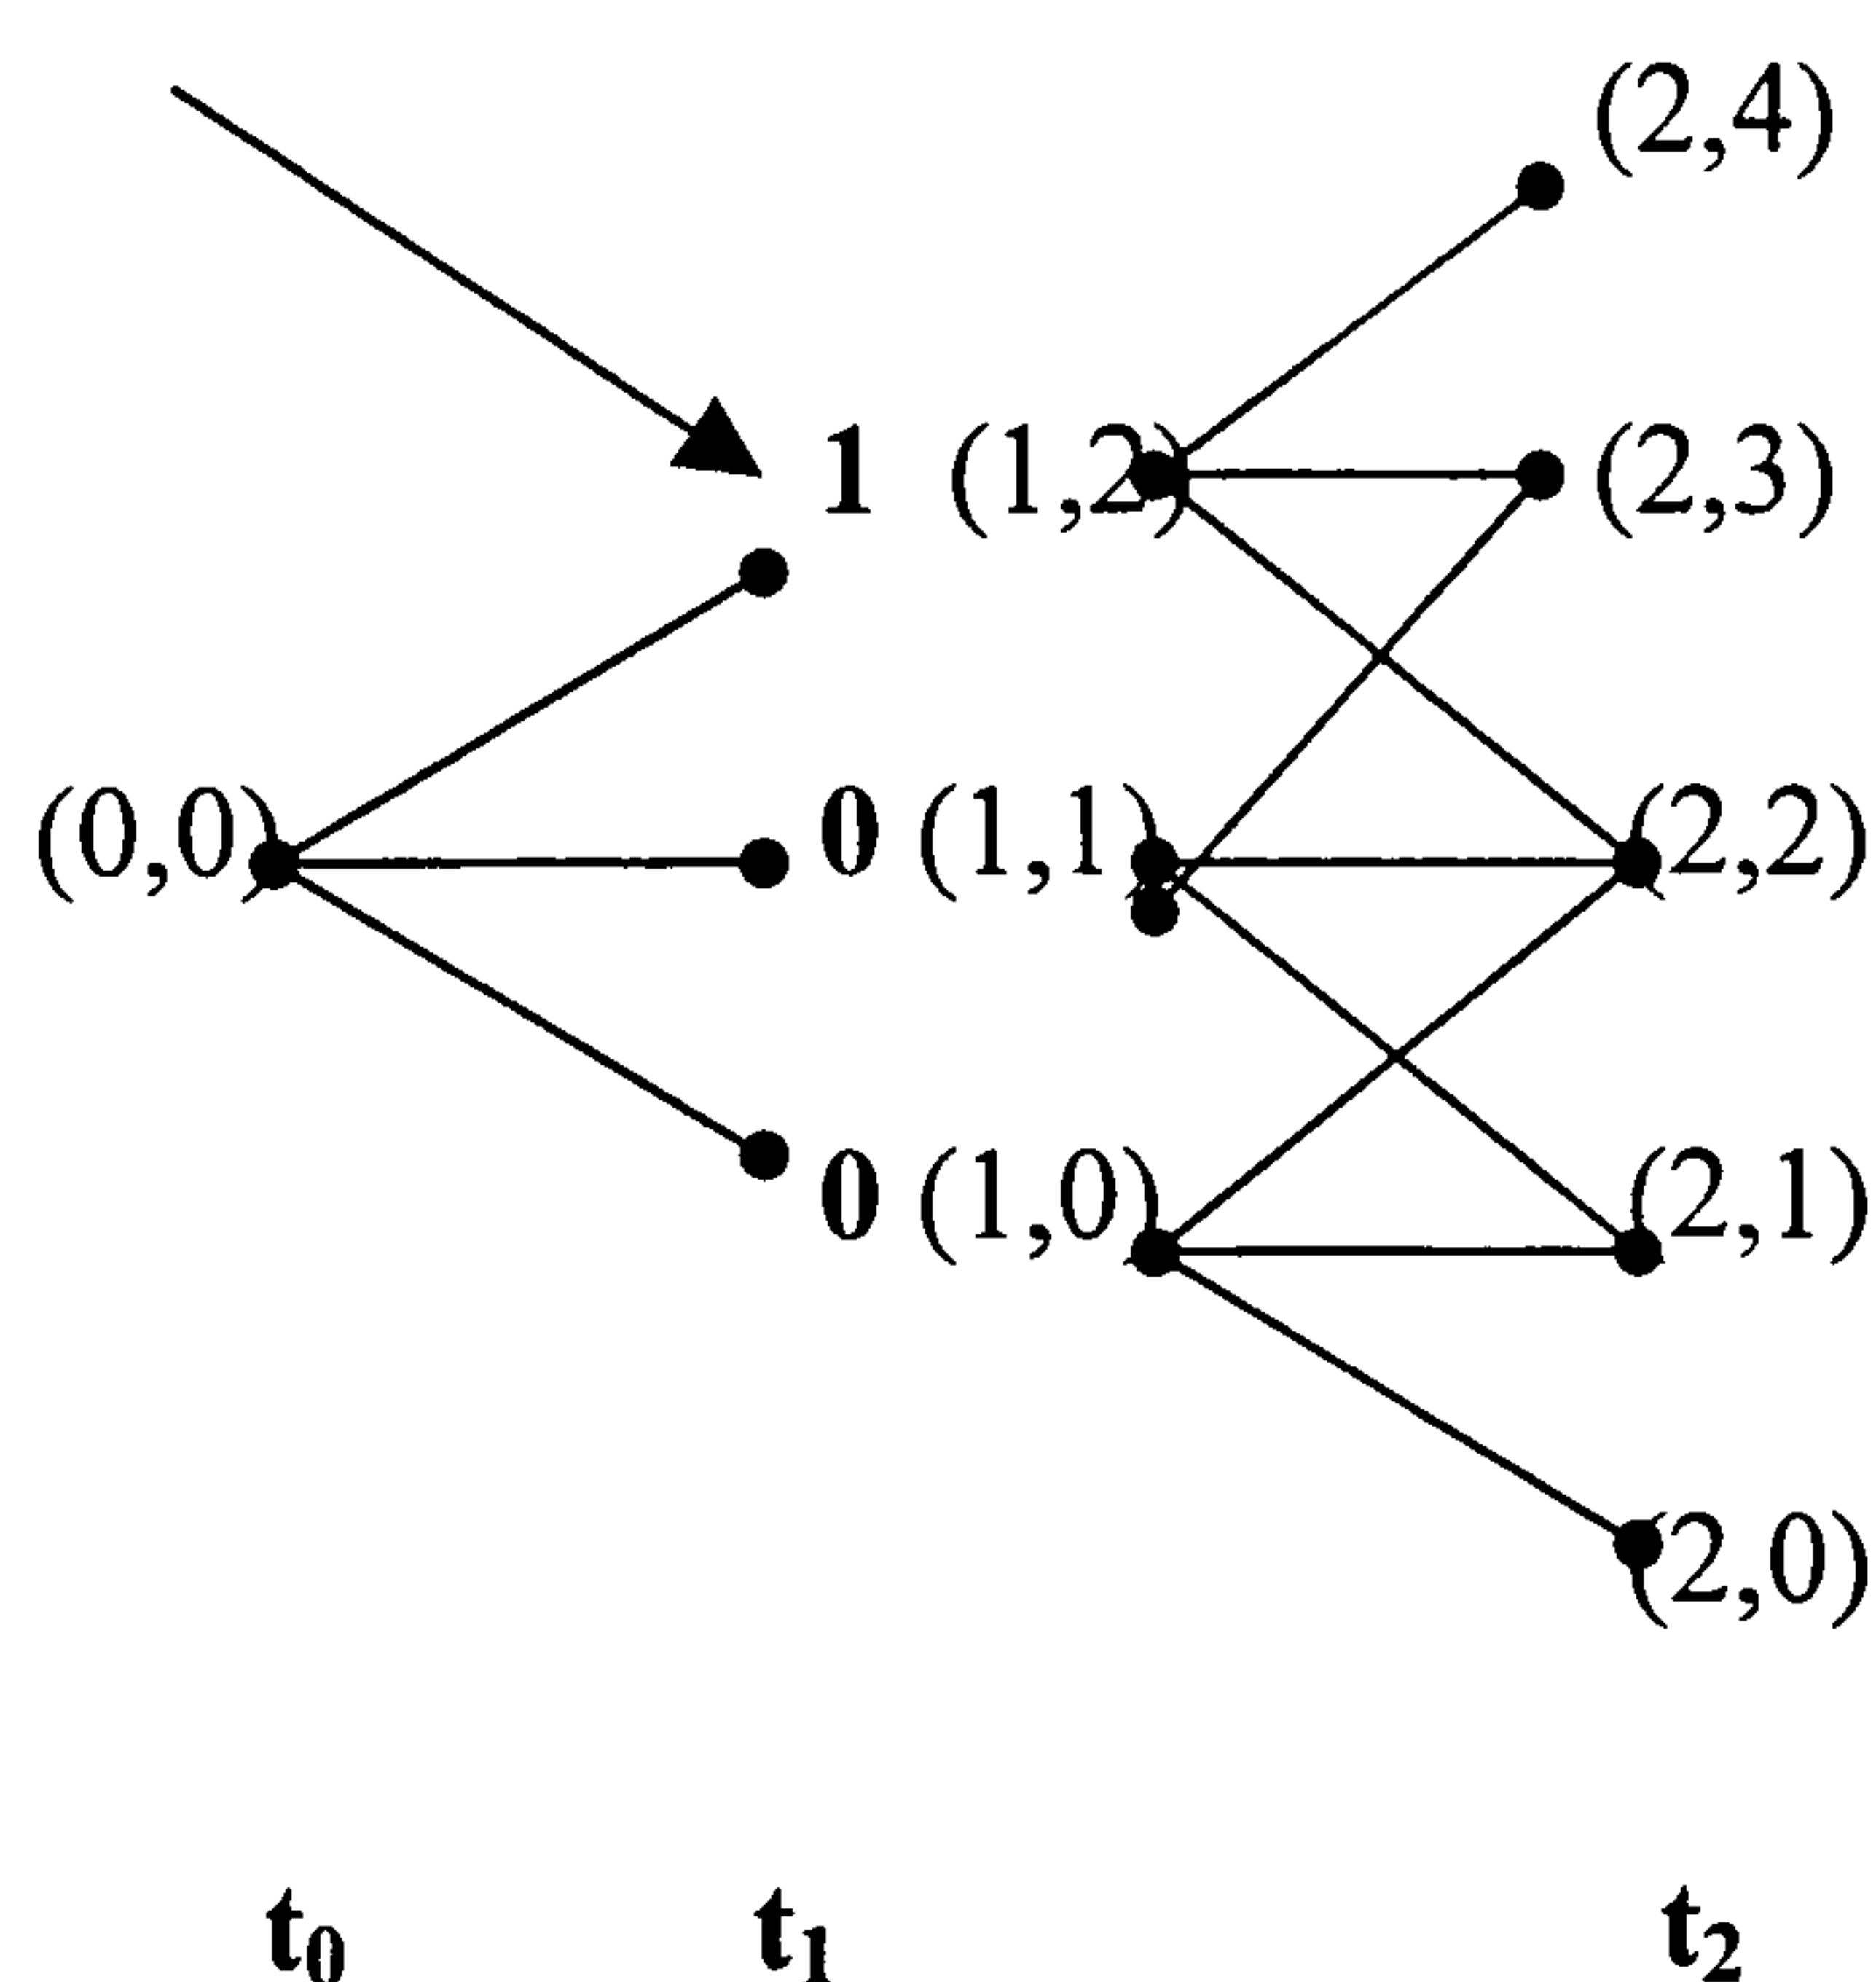 (2,4)
1 (1,2) (2,3)
(0,0) 0 (1,1) (2,2)
0 (1,0) (2,1)
(2,0)
t0 t1 t2